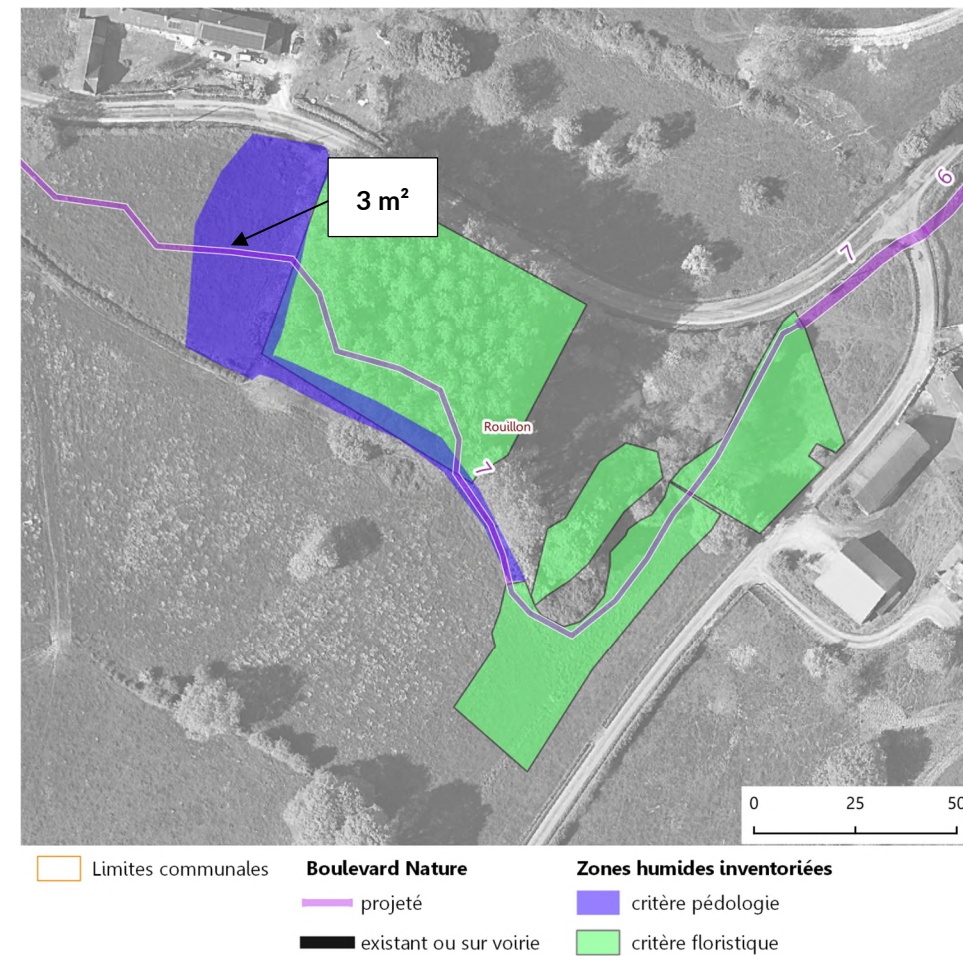 3 m²
6
7
Rouillon
7
0 25 50
Limites communales
Boulevard Nature
projeté
existant ou sur voirie
Zones humides inventoriées
critère pédologie
critère floristique